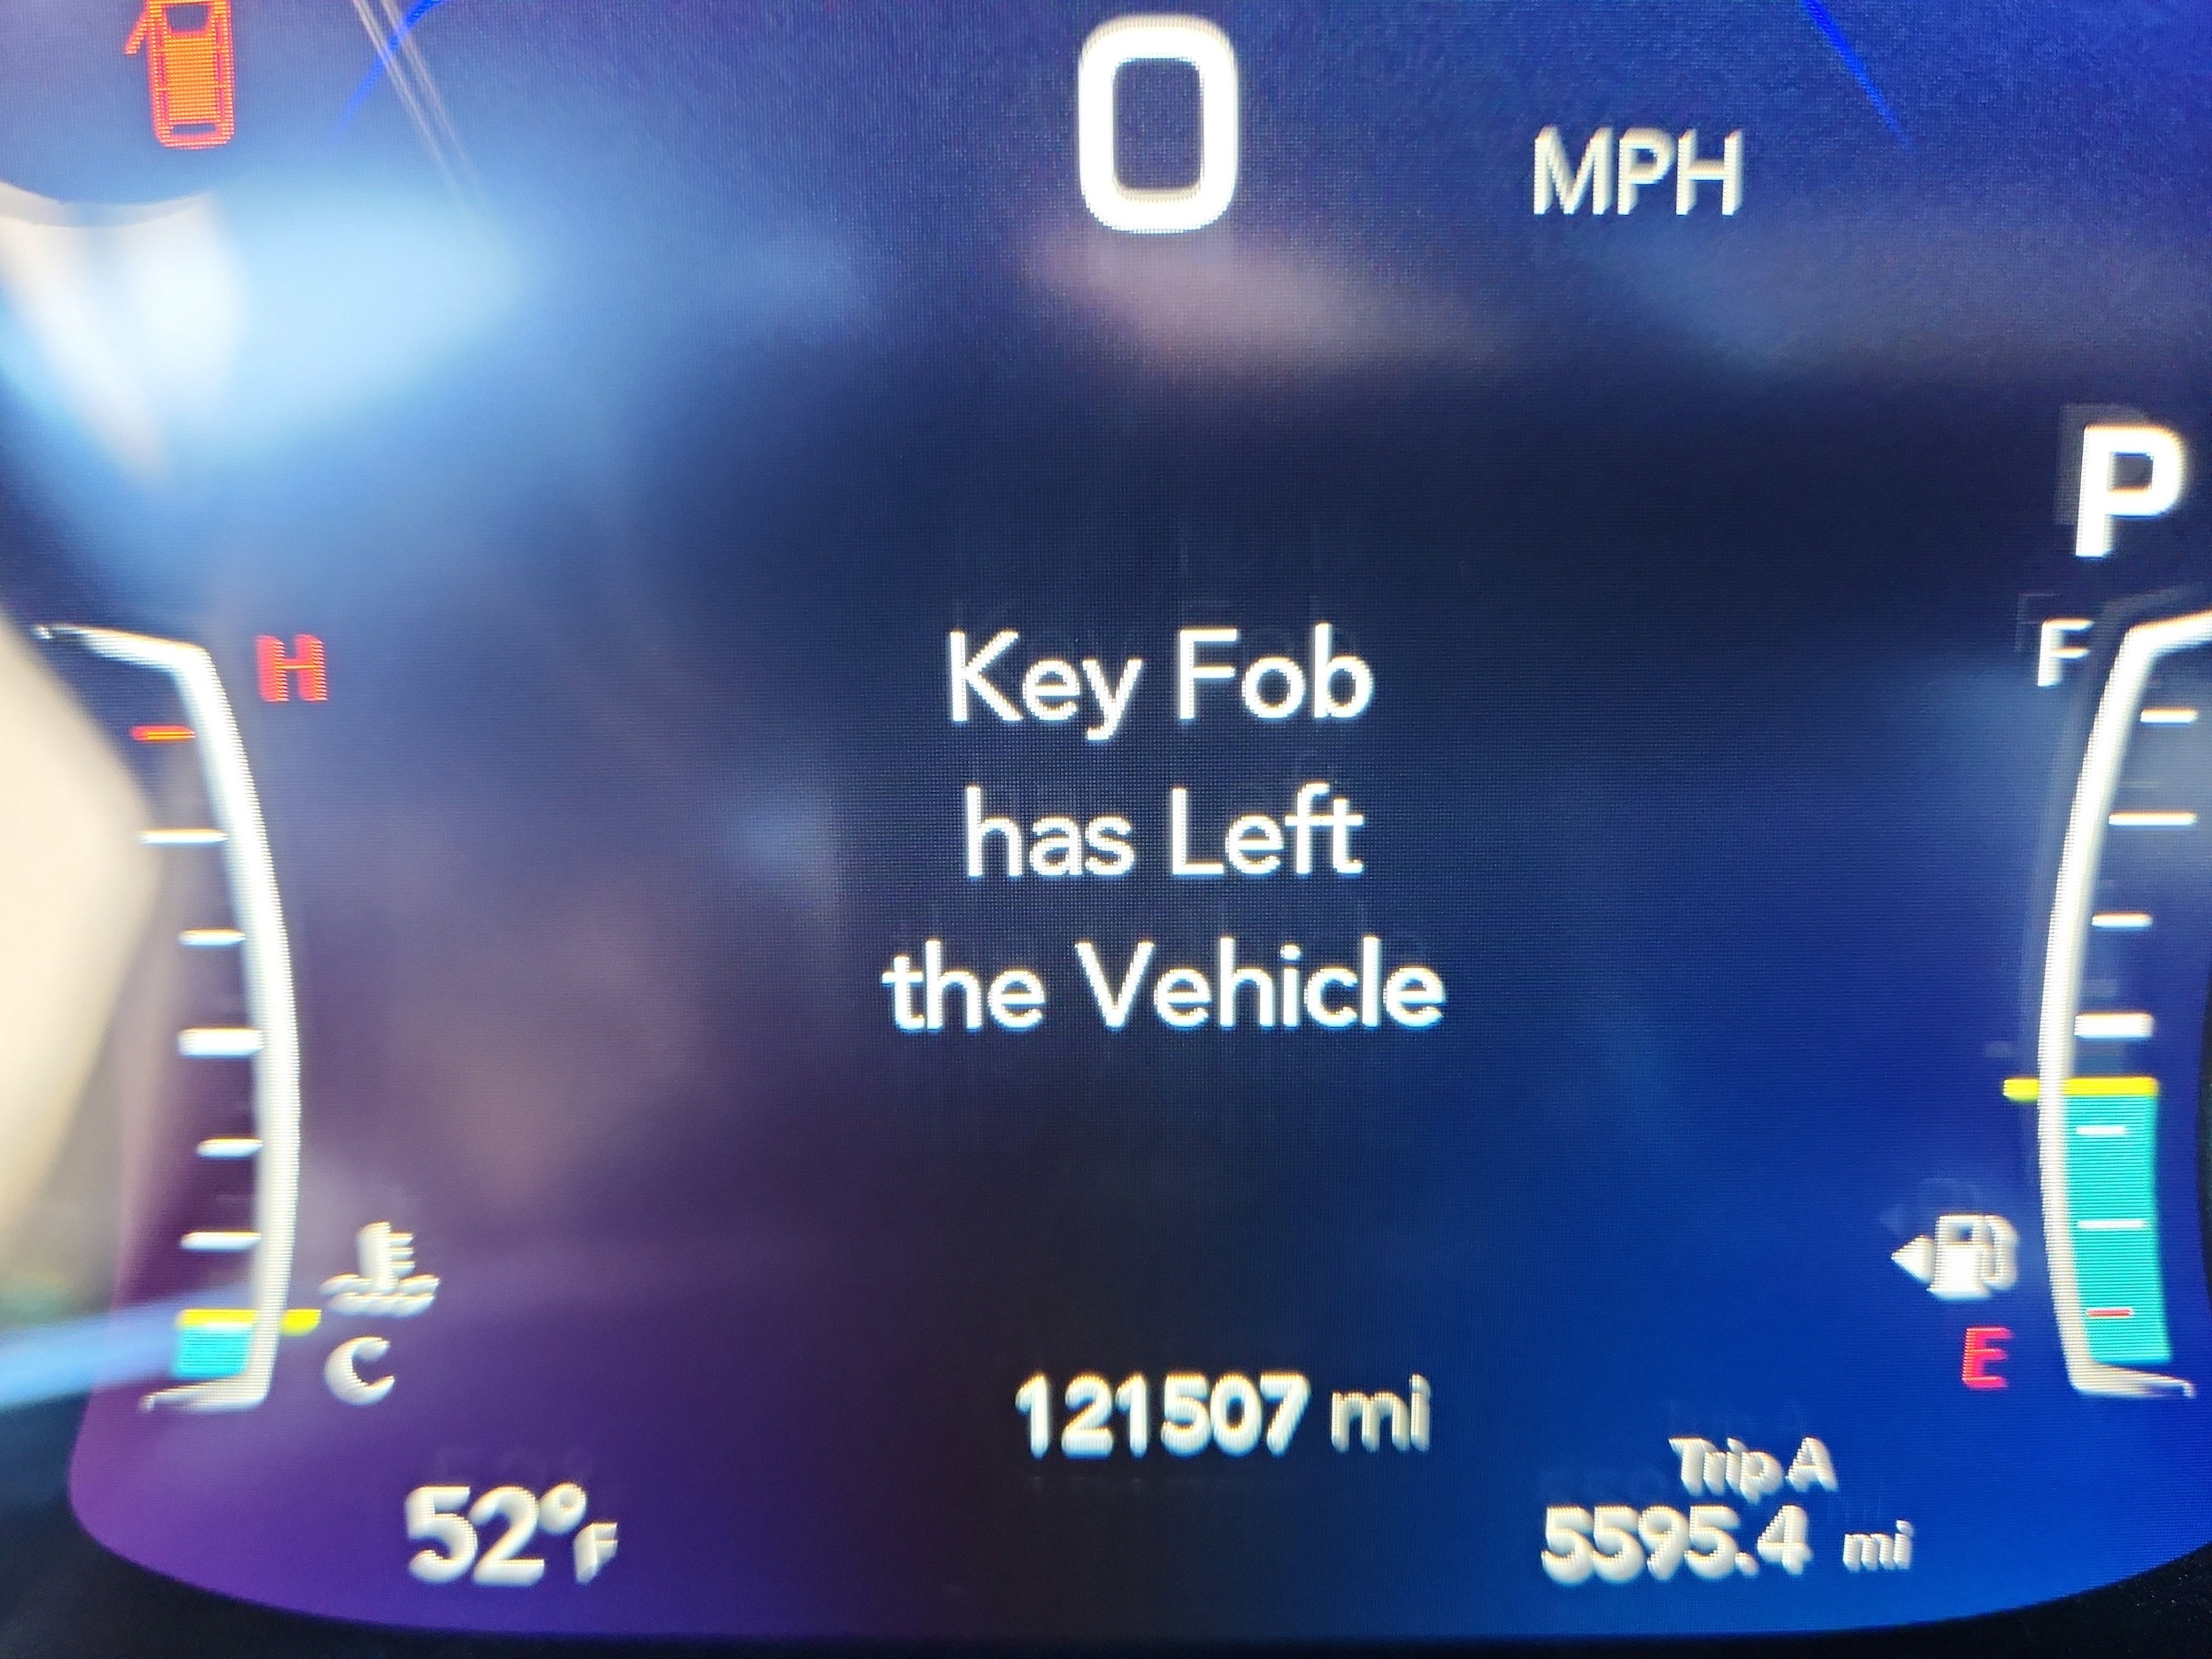 0 MPH
P
H
F
Key Fob
has Left
the Vehicle
E
C
121507 mi
Trip A
52°F
5595.4 mi